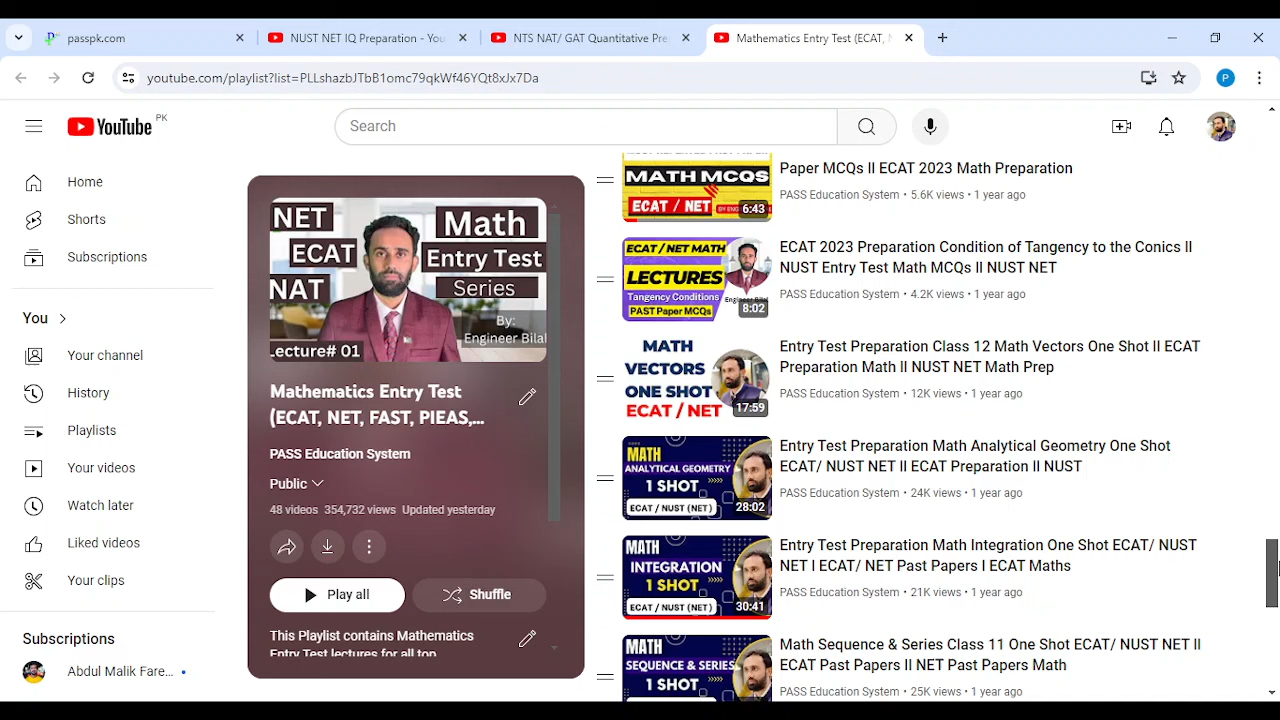 passpk.com
NUST NET IQ Preparation - You
NTS NAT/ GAT Quantitative Pre
Mathematics Entry Test (ECAT, N
youtube.com/playlist?list=PLLshazbJTbB1omc79qkWf46YQt8xJx7Da
P
YouTube PK
Search
Home
Shorts
Subscriptions
You
Your channel
History
Playlists
Your videos
Watch later
Liked videos
Your clips
Subscriptions
Abdul Malik Fare...
NET
ECAT
NAT
Math
Entry Test
Series
By:
Engineer Bilal
Lecture# 01
Mathematics Entry Test
(ECAT, NET, FAST, PIEAS,...
PASS Education System
Public
48 videos 354,732 views Updated yesterday
Play all
Shuffle
This Playlist contains Mathematics
Entry Test lectures for all top
MATH MCQS
ECAT / NET
6:43
Paper MCQs II ECAT 2023 Math Preparation
PASS Education System • 5.6K views • 1 year ago
ECAT / NET MATH
LECTURES
Tangency Conditions
PAST Paper MCQs
8:02
ECAT 2023 Preparation Condition of Tangency to the Conics II
NUST Entry Test Math MCQs II NUST NET
PASS Education System • 4.2K views • 1 year ago
MATH
VECTORS
ONE SHOT
ECAT / NET
17:59
Entry Test Preparation Class 12 Math Vectors One Shot II ECAT
Preparation Math II NUST NET Math Prep
PASS Education System • 12K views • 1 year ago
MATH
ANALYTICAL GEOMETRY
1 SHOT
ECAT / NUST (NET)
28:02
Entry Test Preparation Math Analytical Geometry One Shot
ECAT/ NUST NET II ECAT Preparation II NUST
PASS Education System • 24K views • 1 year ago
MATH
INTEGRATION
1 SHOT
ECAT / NUST (NET)
30:41
Entry Test Preparation Math Integration One Shot ECAT/ NUST
NET I ECAT/ NET Past Papers I ECAT Maths
PASS Education System • 21K views • 1 year ago
MATH
SEQUENCE & SERIES
1 SHOT
Math Sequence & Series Class 11 One Shot ECAT/ NUST NET II
ECAT Past Papers II NET Past Papers Math
PASS Education System • 25K views • 1 year ago